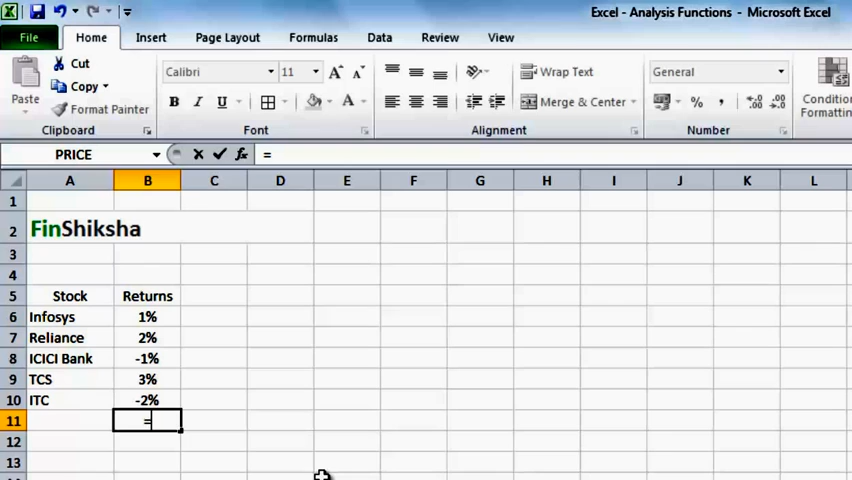 Excel - Analysis Functions - Microsoft Excel
File Home Insert Page Layout Formulas Data Review View
Paste Cut Copy Format Painter Calibri 11 A A B I U A Wrap Text Merge & Center General % , .00 .00 Conditio Formatting
Clipboard Font Alignment Number
PRICE fx =
A B C D E F G H I J K L
1
2 FinShiksha
3
4
5 Stock Returns
6 Infosys 1%
7 Reliance 2%
8 ICICI Bank -1%
9 TCS 3%
10 ITC -2%
11 =
12
13